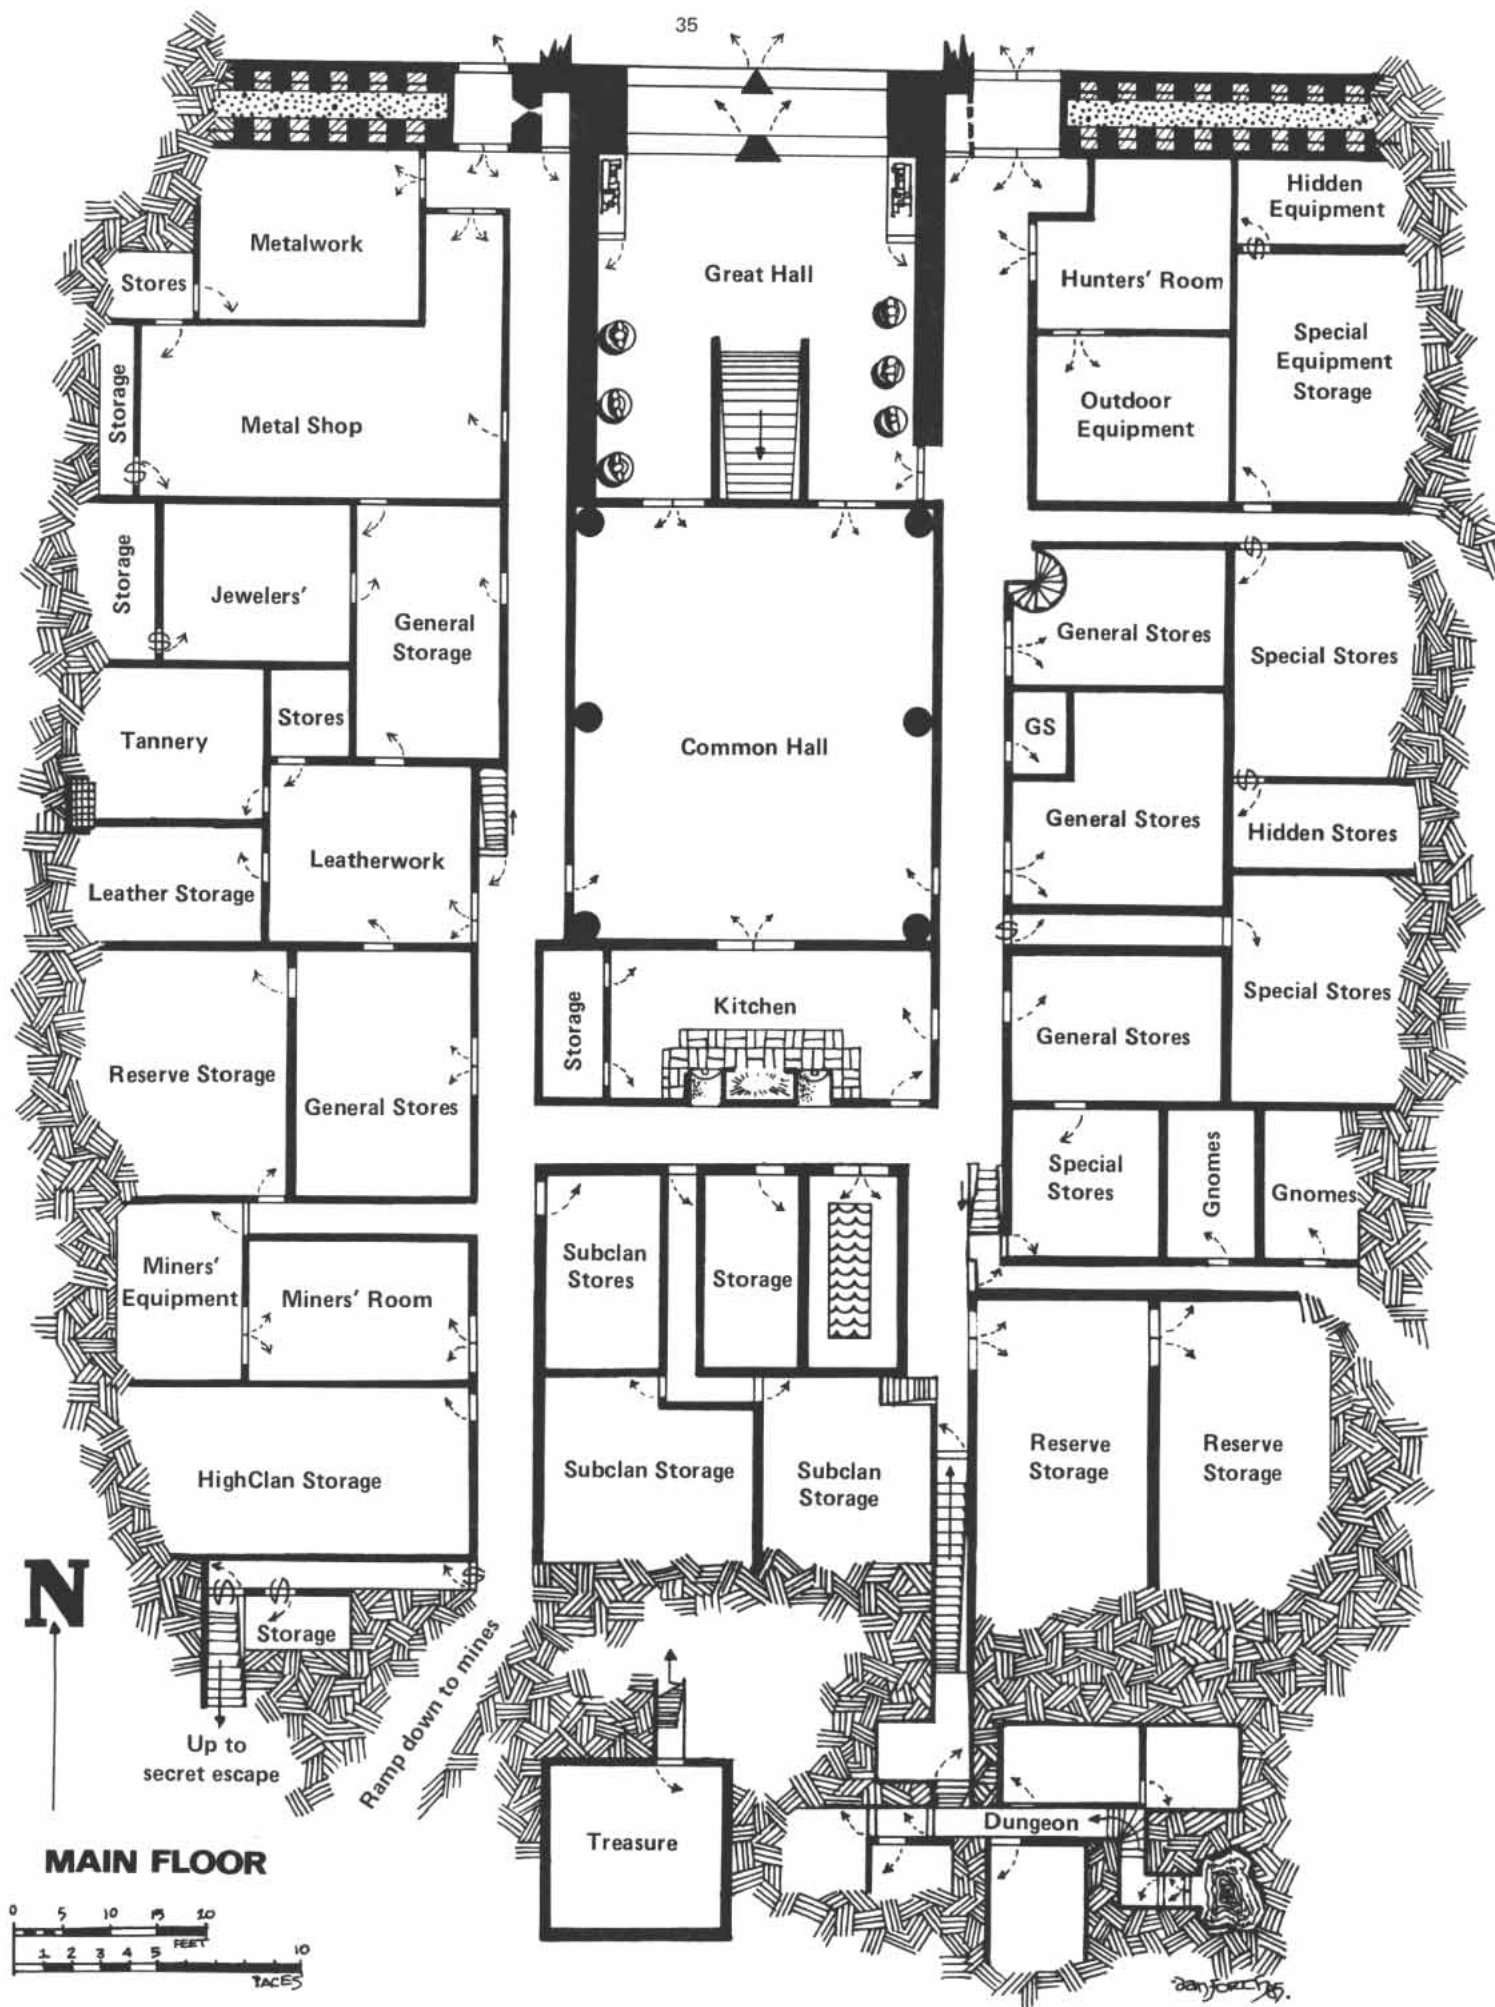 35
Metalwork
Stores
Storage
Metal Shop
Great Hall
Hidden
Equipment
Hunters' Room
Special
Equipment
Storage
Outdoor
Equipment
Storage
Jewelers'
General
Storage
General Stores
Special Stores
Tannery
Stores
Common Hall
GS
General Stores
Hidden Stores
Leatherwork
Leather Storage
Storage
Kitchen
Special Stores
General Stores
Reserve Storage
General Stores
Special
Stores
Gnomes
Gnomes
Miners'
Equipment
Miners' Room
Subclan
Stores
Storage
HighClan Storage
Subclan Storage
Subclan
Storage
Reserve
Storage
Reserve
Storage
S
S
S
S
S
S
S
S
S
N
Storage
Up to
secret escape
Ramp down to mines
Treasure
Dungeon
MAIN FLOOR
0 5 10 15 20
FEET
1 2 3 4 5 10
PACES